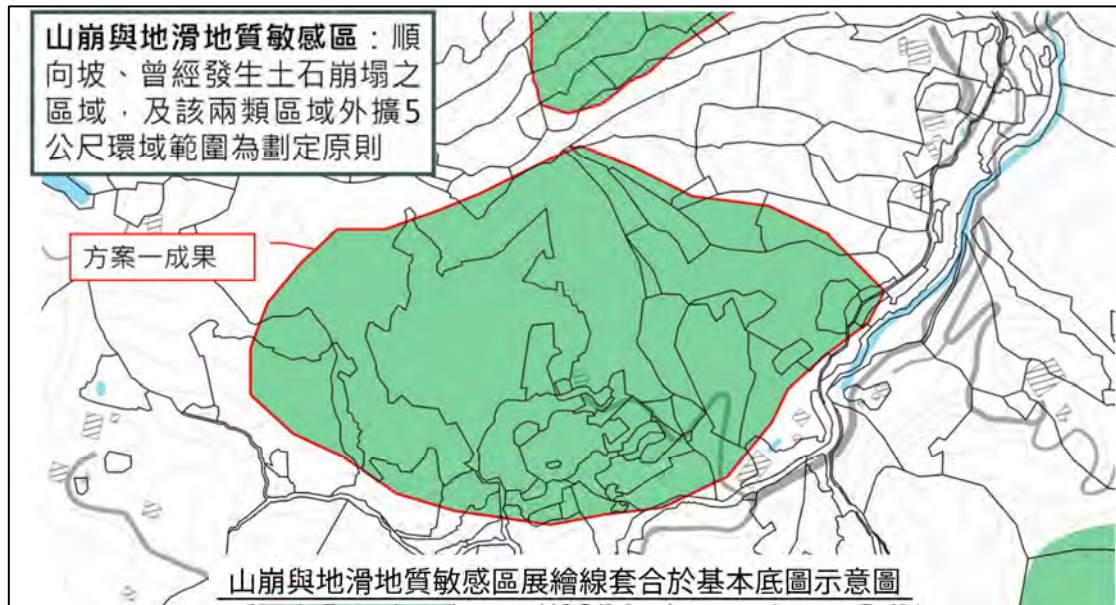 山崩與地滑地質敏感區：順
向坡、曾經發生土石崩塌之
區域，及該兩類區域外擴5
公尺環域範圍為劃定原則
方案一成果
山崩與地滑地質敏感區展繪線套合於基本底圖示意圖